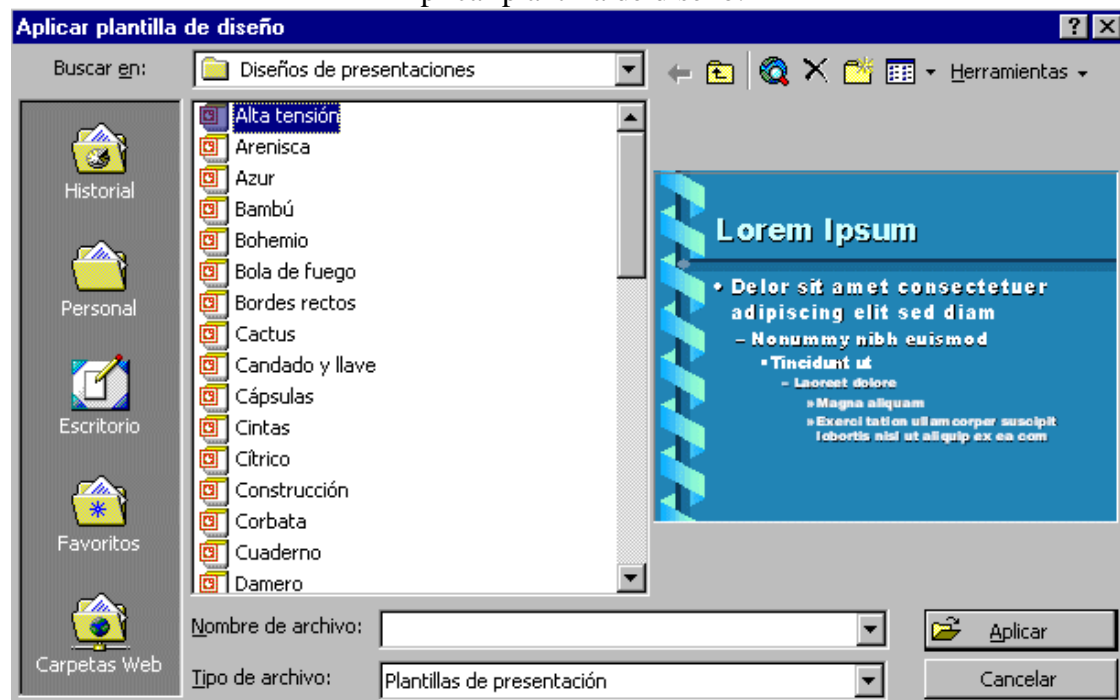 Aplicar plantilla de diseño
Buscar en:
Diseños de presentaciones
Herramientas
Historial
Personal
Escritorio
Favoritos
Carpetas Web
Alta tensión
Arenisca
Azur
Bambú
Bohemio
Bola de fuego
Bordes rectos
Cactus
Candado y llave
Cápsulas
Cintas
Cítrico
Construcción
Corbata
Cuaderno
Damero
Lorem Ipsum
• Delor sit amet consectetuer
adipiscing elit sed diam
– Nonummy nibh euismod
• Tincidunt ut
– Laoreet dolore
» Magna aliquam
» Exerci tation ullamcorper suscipit
lobortis nisl ut aliquip ex ea com
Nombre de archivo:
Aplicar
Tipo de archivo:
Plantillas de presentación
Cancelar